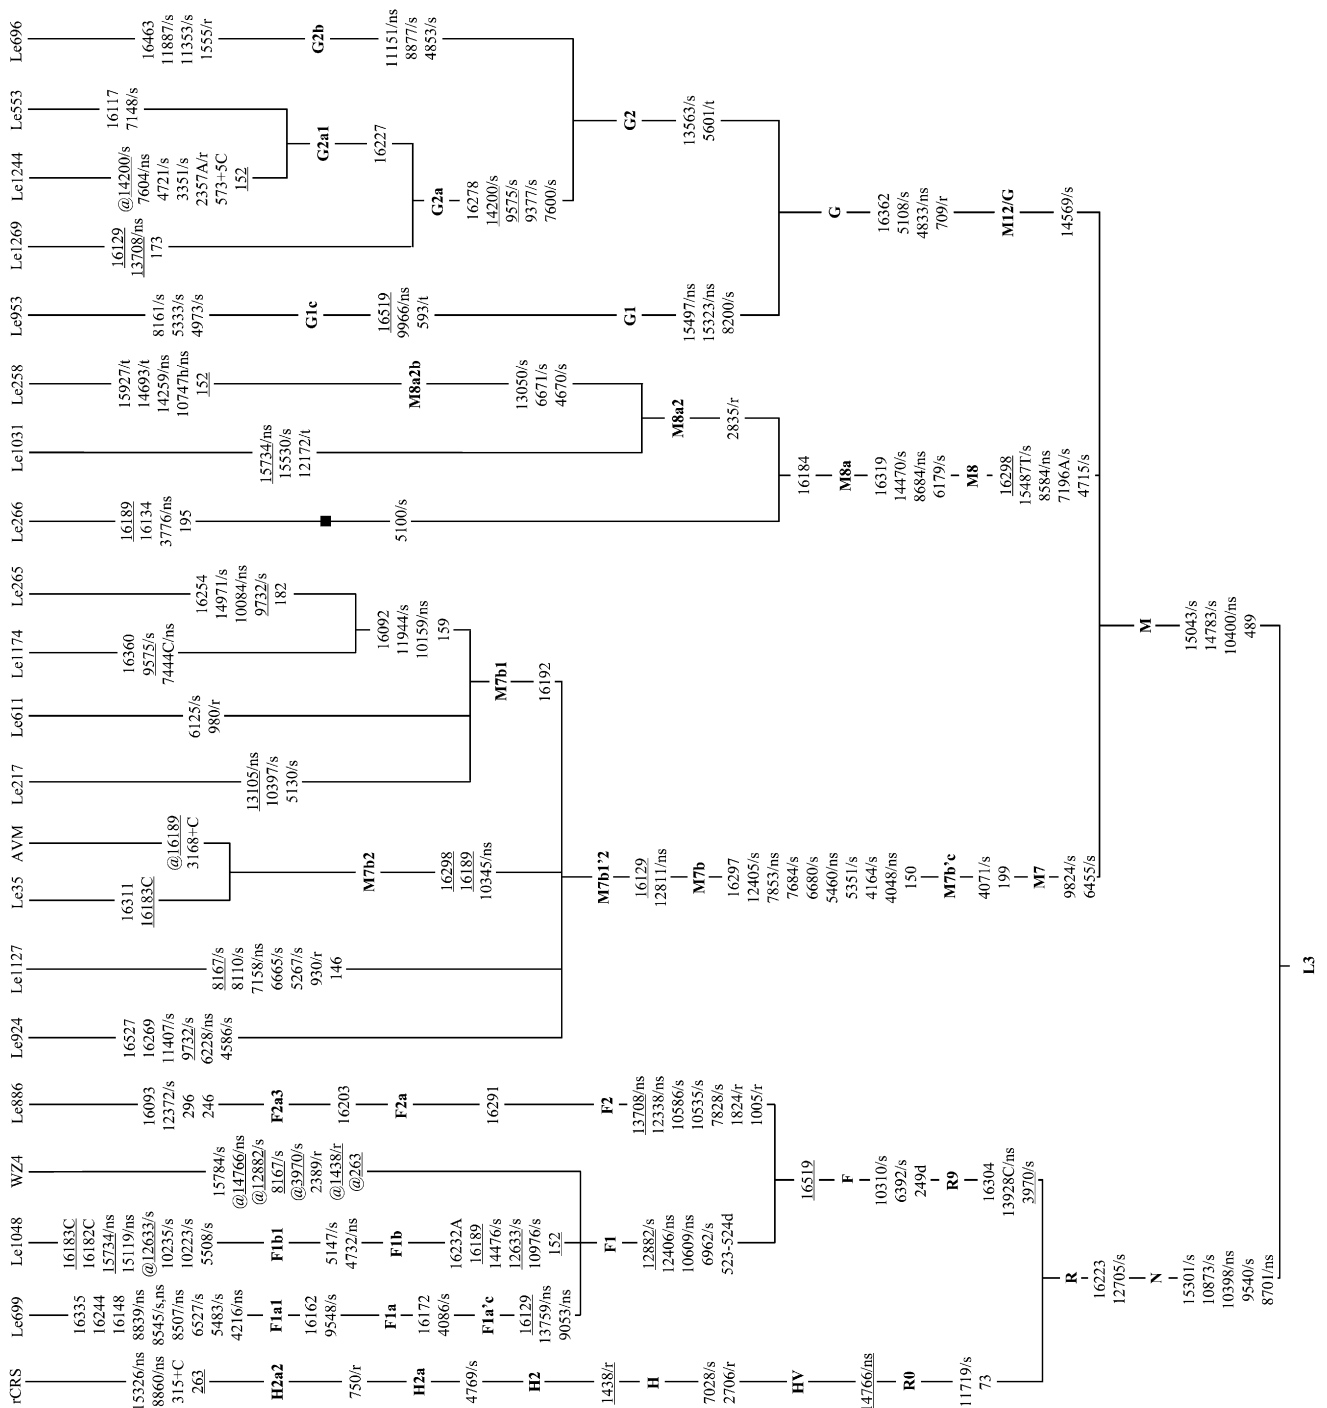 Le696
16463
11887/s
11353/s
1555/r
G2b
11151/ns
8877/s
4853/s
Le553
16117
7148/s
Le1244
@14200/s
7604/ns
4721/s
3351/s
2357A/r
573+5C
152
G2a1
16227
Le1269
16129
13708/ns
173
G2a
16278
14200/s
9575/s
9377/s
7600/s
G2
13563/s
5601/t
Le953
8161/s
5333/s
4973/s
G1c
16519
9966/ns
593/t
G1
15497/ns
15323/ns
8200/s
G
16362
5108/s
4833/ns
709/r
M12/G
14569/s
Le258
15927/t
14693/t
14259/ns
10747h/ns
152
M8a2b
13050/s
6671/s
4670/s
Le1031
15734/ns
15530/s
12172/t
M8a2
2835/r
Le266
16189
16134
3776/ns
195
5100/s
16184
M8a
16319
14470/s
8684/ns
6179/s
M8
16298
15487T/s
8584/ns
7196A/s
4715/s
Le265
16254
14971/s
10084/ns
9732/s
182
Le1174
16360
9575/s
7444C/ns
16092
11944/s
10159/ns
159
Le611
6125/s
980/r
Le217
13105/ns
10397/s
5130/s
M7b1
16192
AVM
@16189
3168+C
Le35
16311
16183C
M7b2
16298
16189
10345/ns
Le1127
8167/s
8110/s
7158/ns
6665/s
5267/s
930/r
146
Le924
16527
16269
11407/s
9732/s
6228/ns
4586/s
M7b1'2
16129
12811/ns
M7b
16297
12405/s
7853/ns
7684/s
6680/s
5460/ns
5351/s
4164/s
4048/ns
150
M7b'c
4071/s
199
M7
9824/s
6455/s
M
15043/s
14783/s
10400/ns
489
Le886
16093
12372/s
296
246
F2a3
16203
F2a
16291
F2
13708/ns
12338/ns
10586/s
10535/s
7828/s
1824/r
1005/r
WZ4
15784/s
@14766/ns
@12882/s
8167/s
@3970/s
2389/r
@1438/r
@263
Le1048
16183C
16182C
15734/ns
15119/ns
@12633/s
10235/s
10223/s
5508/s
F1b1
5147/s
4732/ns
F1b
16232A
16189
14476/s
12633/s
10976/s
152
Le699
16335
16244
16148
8839/ns
8545/s,ns
8507/ns
6527/s
5483/s
4216/ns
F1a1
16162
9548/s
F1a
16172
4086/s
F1a'c
16129
13759/ns
9053/ns
F1
12882/s
12406/ns
10609/ns
6962/s
523-524d
16519
F
10310/s
6392/s
249d
R9
16304
13928C/ns
3970/s
rCRS
15326/ns
8860/ns
315+C
263
H2a2
750/r
H2a
4769/s
H2
1438/r
H
7028/s
2706/r
HV
14766/ns
R0
11719/s
73
R
16223
12705/s
N
15301/s
10873/s
10398/ns
9540/s
8701/ns
L3